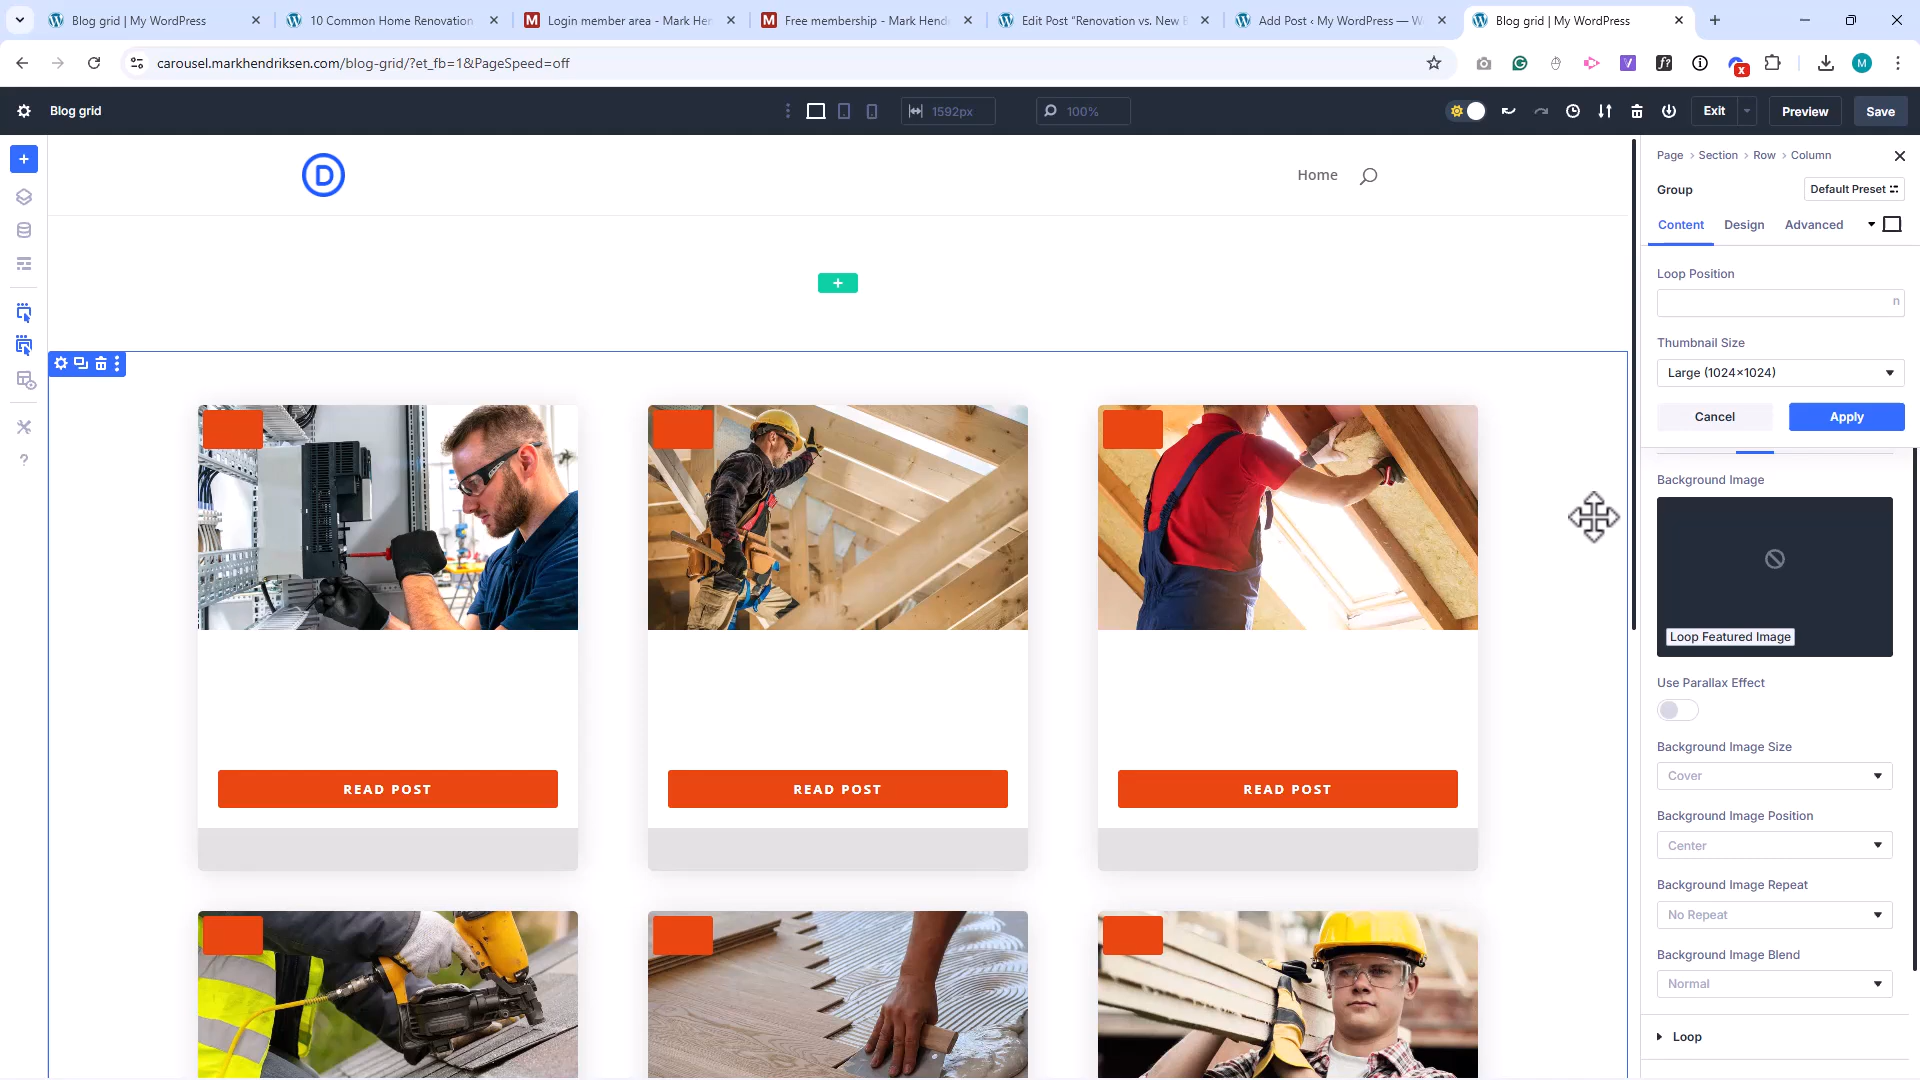 Blog grid | My WordPress
10 Common Home Renovation
Login member area - Mark Hen
Free membership - Mark Hend
Edit Post "Renovation vs. New B
Add Post ‹ My WordPress — W
Blog grid | My WordPress
carousel.markhendriksen.com/blog-grid/?et_fb=1&PageSpeed=off
M
Blog grid
1592px
100%
Exit
Preview
Save
D
Home
Page > Section > Row > Column
Group
Default Preset
Content
Design
Advanced
Loop Position
n
Thumbnail Size
Large (1024×1024)
Cancel
Apply
Background Image
Loop Featured Image
Use Parallax Effect
Background Image Size
Cover
Background Image Position
Center
Background Image Repeat
No Repeat
Background Image Blend
Normal
Loop
READ POST
READ POST
READ POST